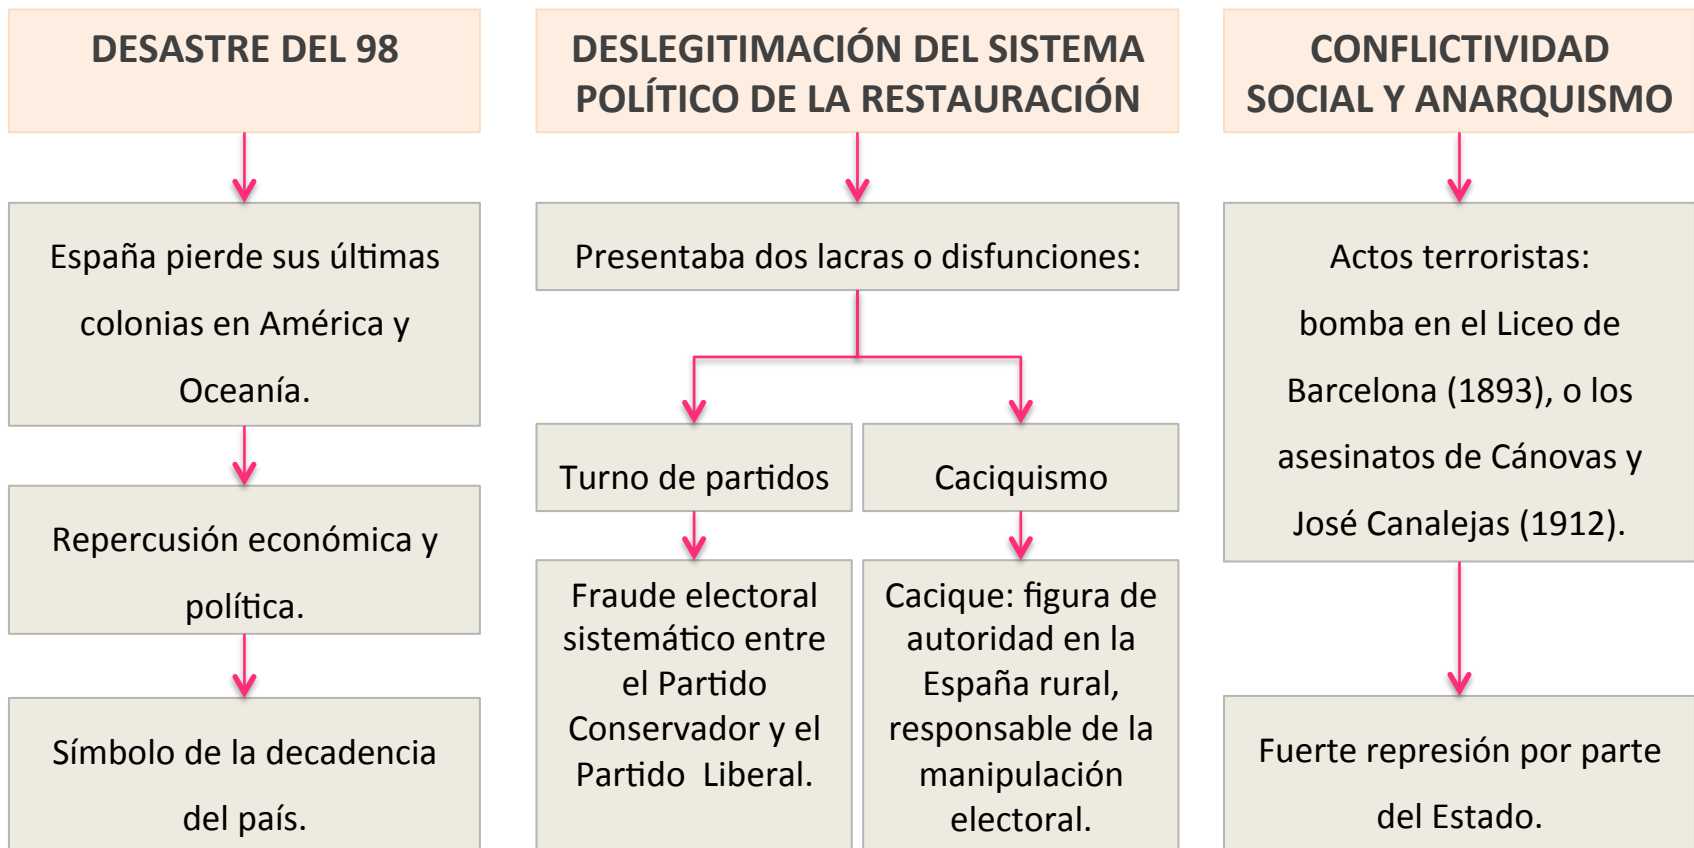 DESASTRE DEL 98
España pierde sus últimas
colonias en América y
Oceanía.
Repercusión económica y
política.
Símbolo de la decadencia
del país.
DESLEGITIMACIÓN DEL SISTEMA
POLÍTICO DE LA RESTAURACIÓN
Presentaba dos lacras o disfunciones:
Turno de partidos
Fraude electoral
sistemático entre
el Partido
Conservador y el
Partido Liberal.
Caciquismo
Cacique: figura de
autoridad en la
España rural,
responsable de la
manipulación
electoral.
CONFLICTIVIDAD
SOCIAL Y ANARQUISMO
Actos terroristas:
bomba en el Liceo de
Barcelona (1893), o los
asesinatos de Cánovas y
José Canalejas (1912).
Fuerte represión por parte
del Estado.